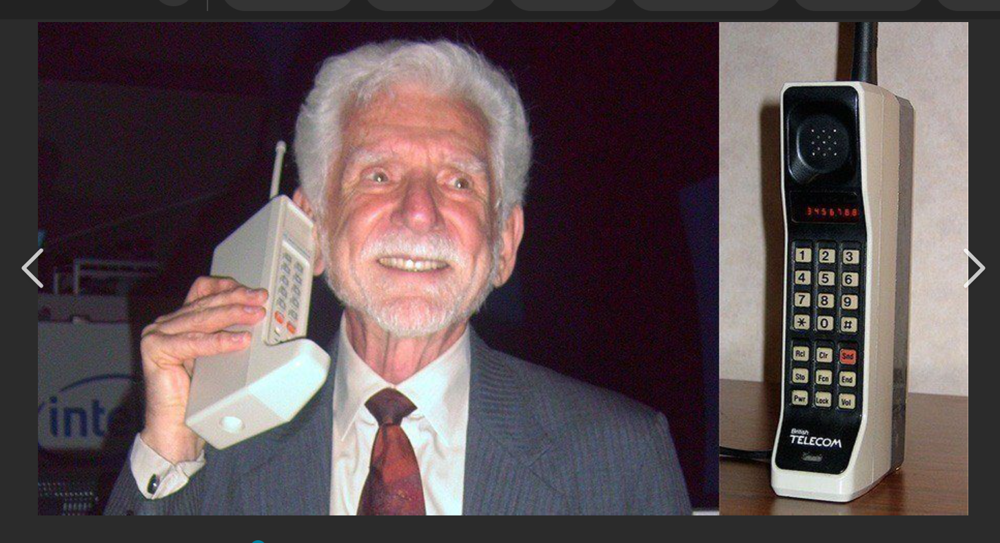 inte
3456788
1 2 3
4 5 6
7 8 9
* 0 #
Rcl Clr Snd
Sto Fcn End
Pwr Lock Vol
British
TELECOM